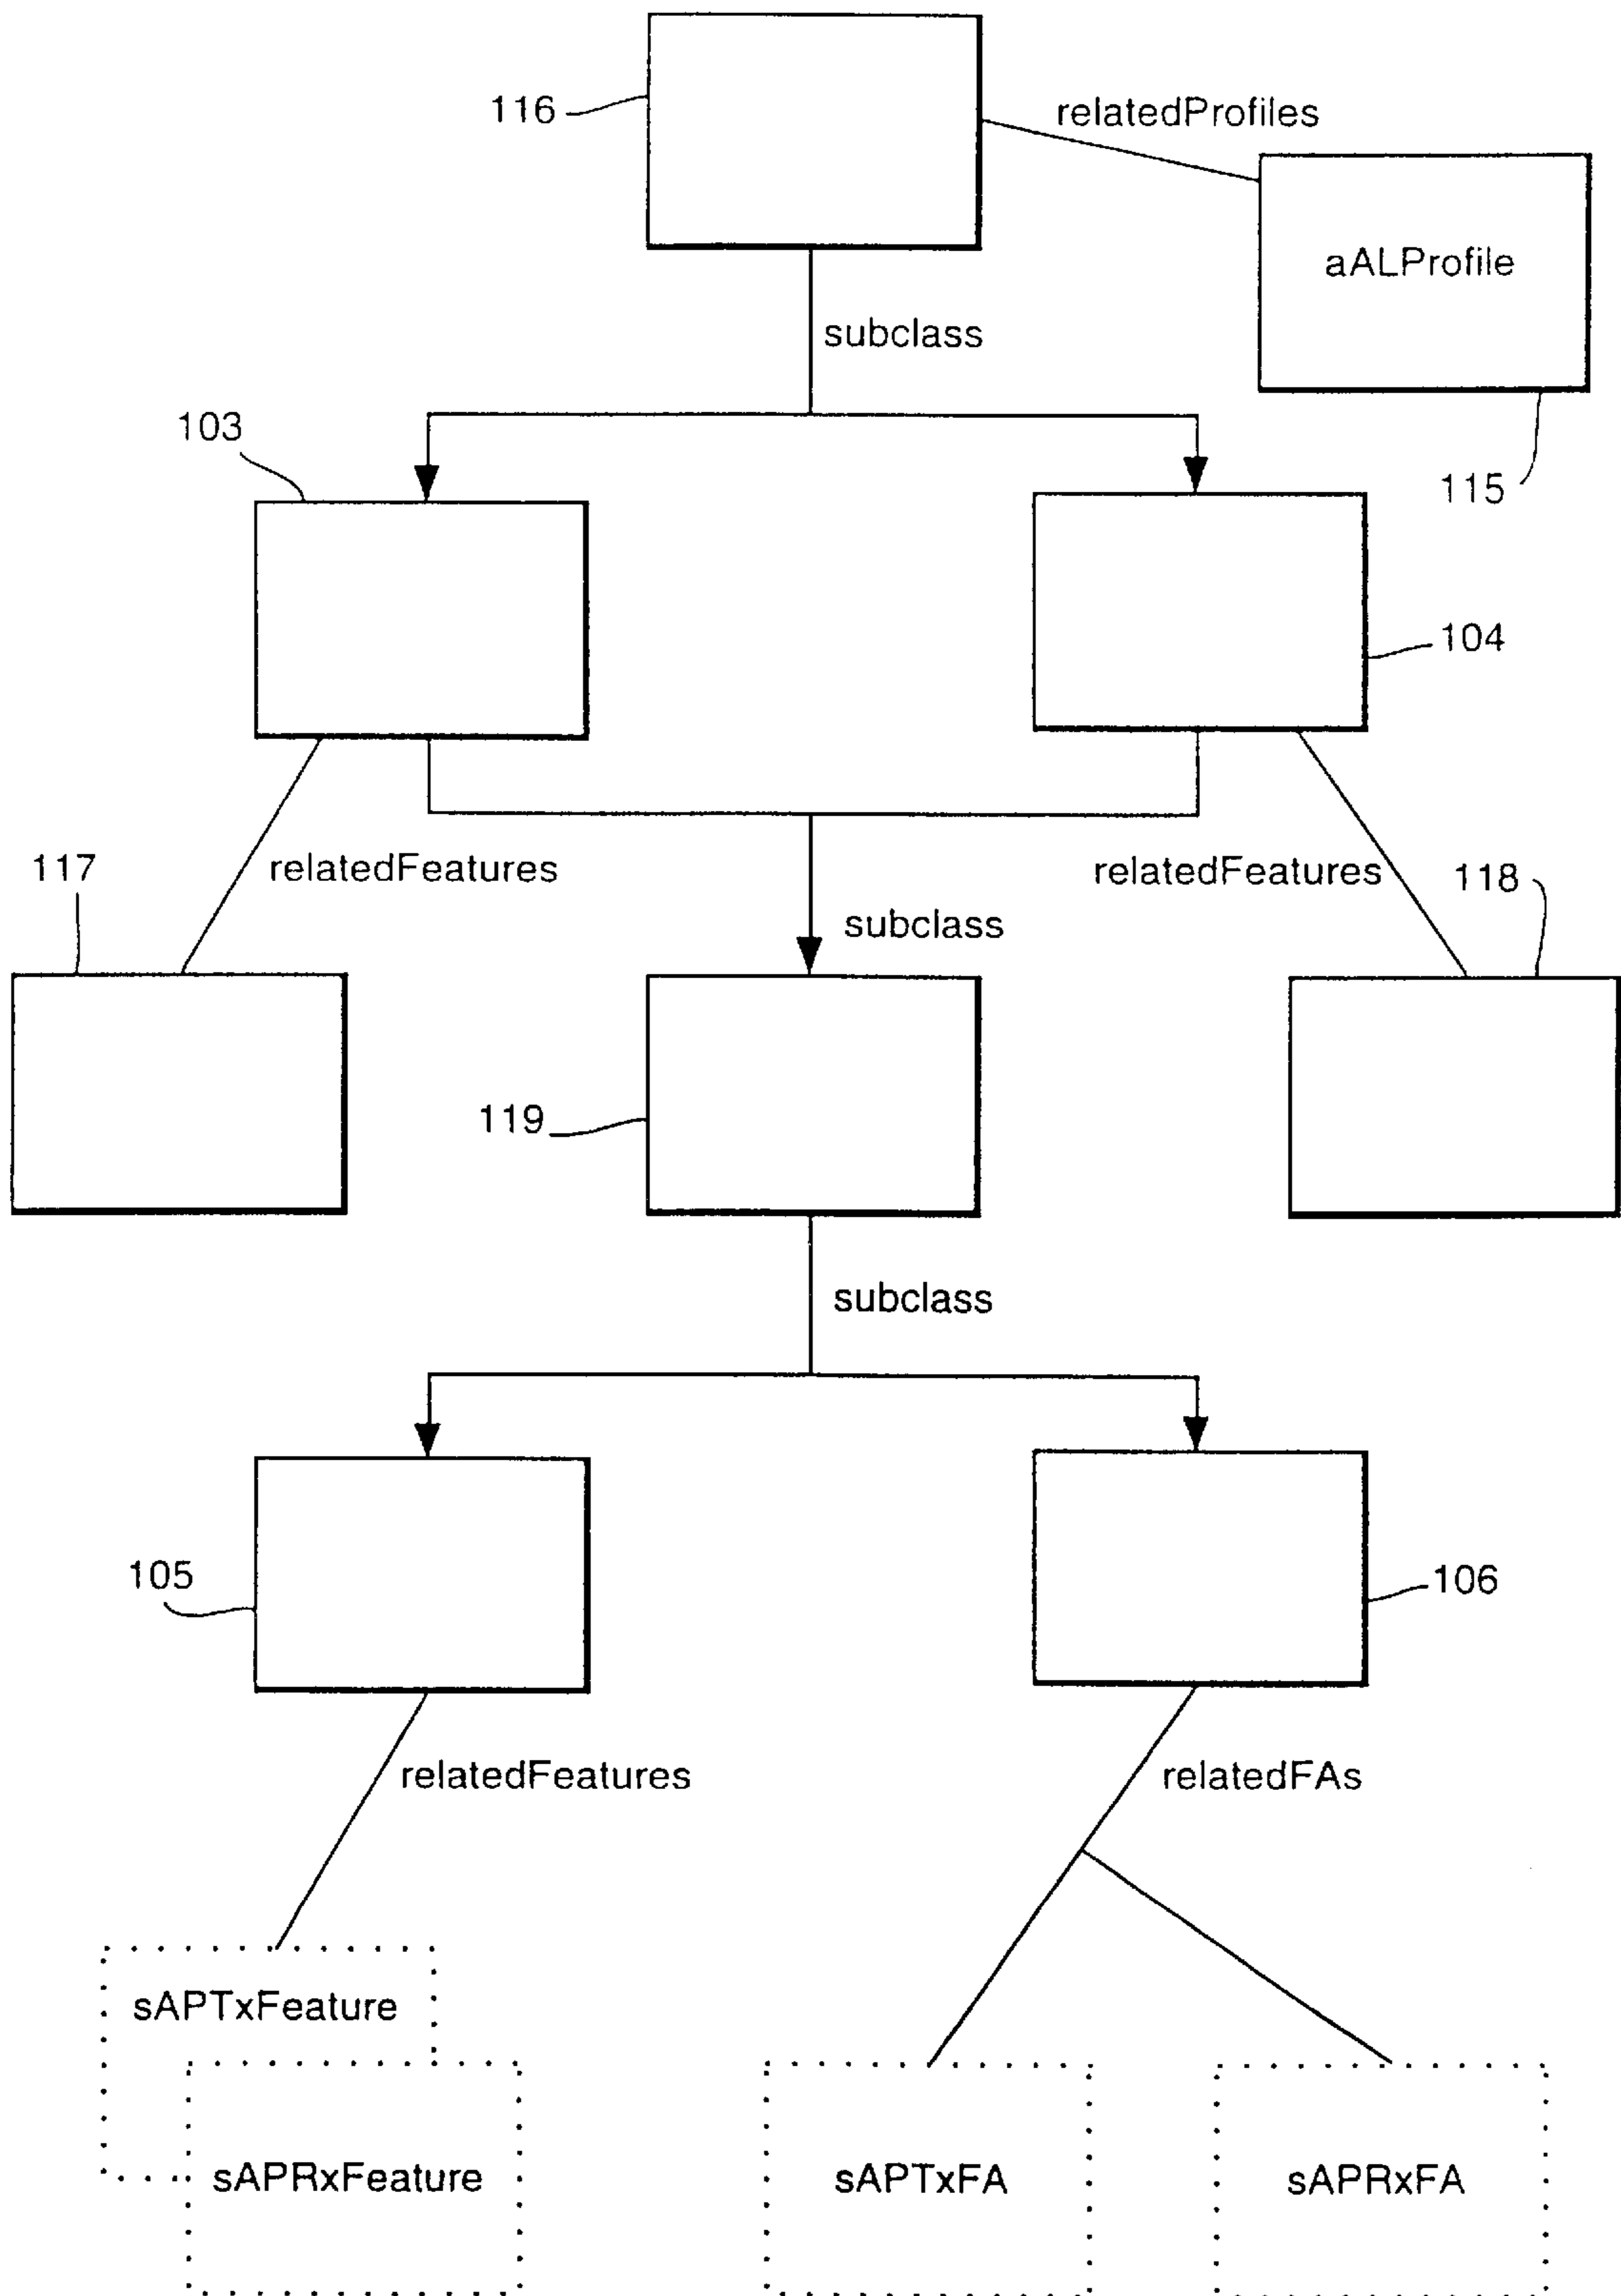 116
relatedProfiles
aALProfile
subclass
103
115
104
117
relatedFeatures
relatedFeatures
118
subclass
119
subclass
105
106
relatedFeatures
relatedFAs
sAPTxFeature
sAPRxFeature
sAPTxFA
sAPRxFA